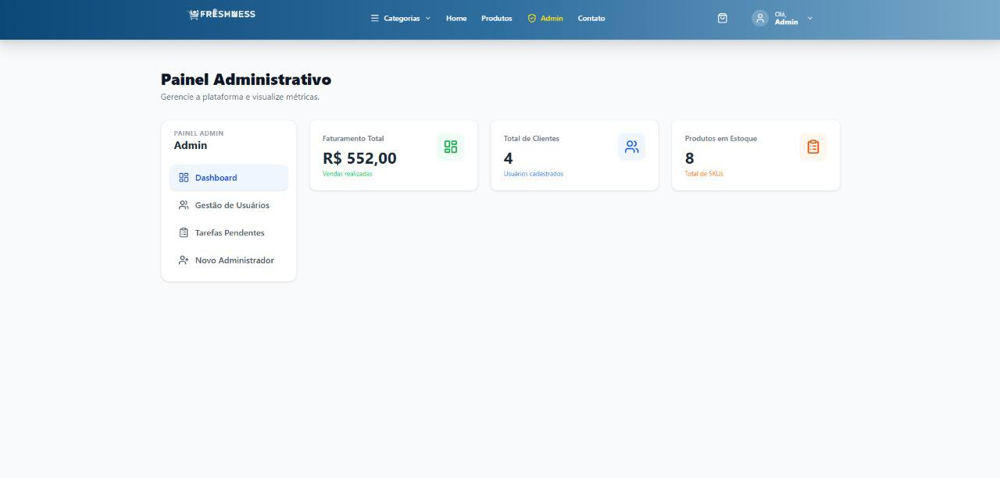 FRESHNESS
Categorias
Home
Produtos
Admin
Contato
Olá,
Admin
Painel Administrativo
Gerencie a plataforma e visualize métricas.
PAINEL ADMIN
Admin
Dashboard
Gestão de Usuários
Tarefas Pendentes
Novo Administrador
Faturamento Total
R$ 552,00
Vendas realizadas
Total de Clientes
4
Usuários cadastrados
Produtos em Estoque
8
Total de SKUs